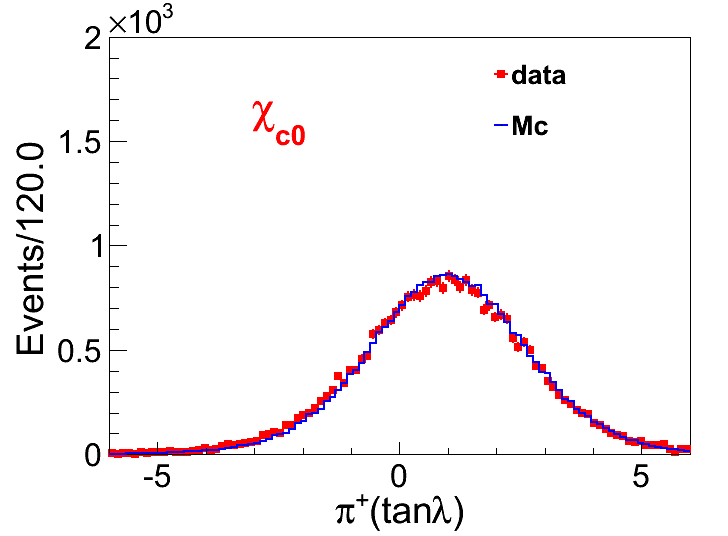 ×10³
2
1.5
1
0.5
0
Events/120.0
χc0
data
Mc
-5 0 5
π⁺(tanλ)